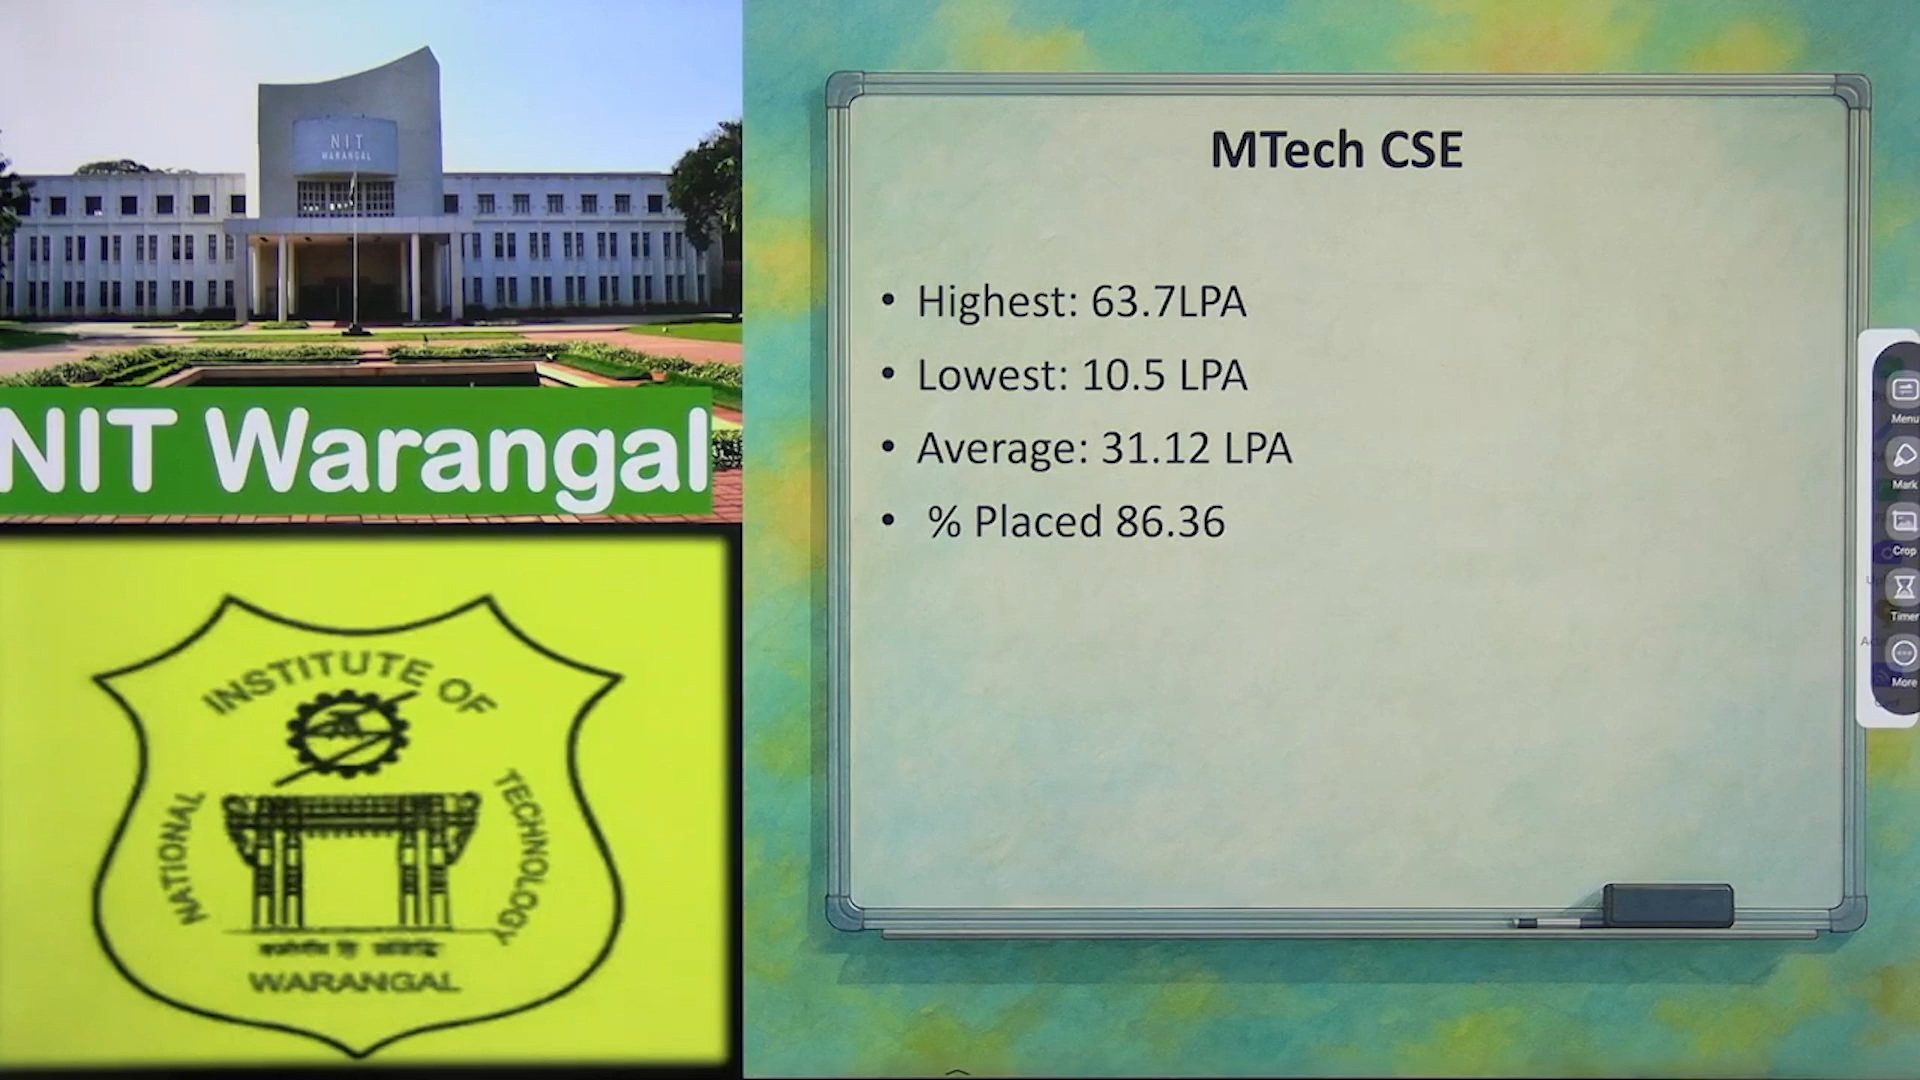 NIT
WARANGAL
NIT Warangal
INSTITUTE OF
NATIONAL
TECHNOLOGY
WARANGAL
MTech CSE
• Highest: 63.7LPA
• Lowest: 10.5 LPA
• Average: 31.12 LPA
• % Placed 86.36
Menu
Mark
Crop
Timer
More